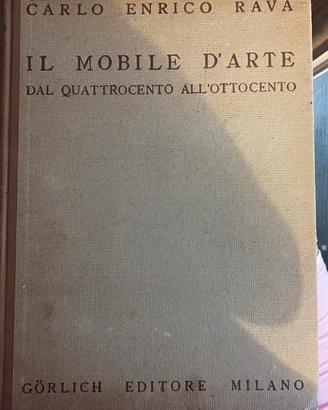 CARLO ENRICO RAVA
IL MOBILE D'ARTE
DAL QUATTROCENTO ALL'OTTOCENTO
GÖRLICH EDITORE MILANO